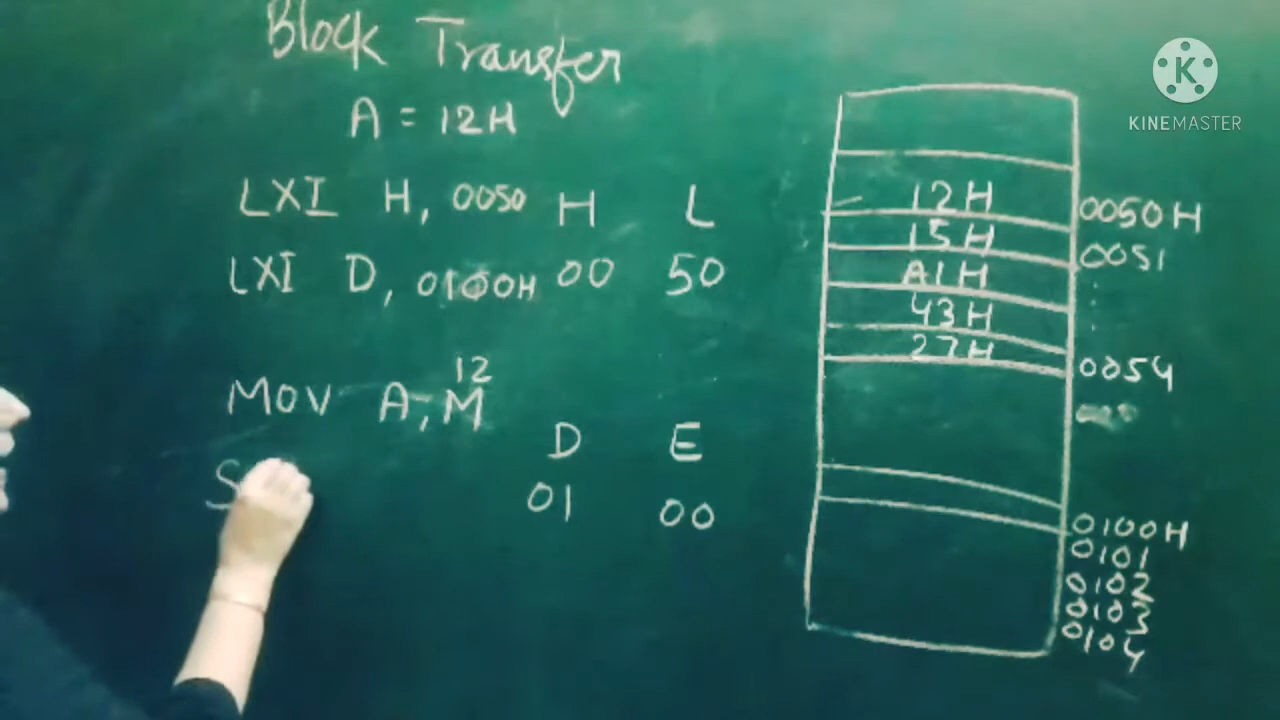 Block Transfer
A = 12H
LXI H, 0050 H L
LXI D, 0100H 00 50
12
MOV A, M
D E
S
01 00
12H 0050H
15H 0051
A1H
43H
27H
0054
0100H
0101
0102
0103
0104
K
KINEMASTER